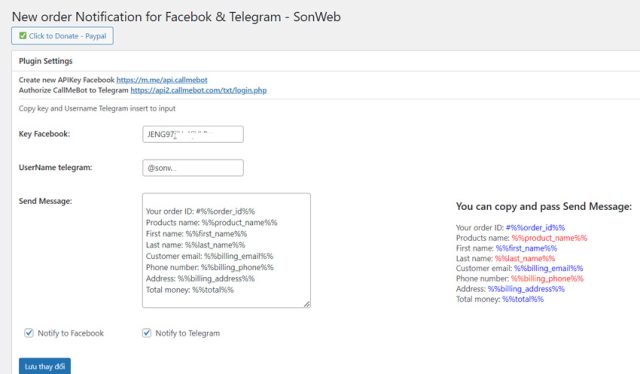 New order Notification for Facebok & Telegram - SonWeb
Click to Donate - Paypal
Plugin Settings
Create new APIKey Facebook https://m.me/api.callmebot
Authorize CallMeBot to Telegram https://api2.callmebot.com/txt/login.php
Copy key and Username Telegram insert to input
Key Facebook:
UserName telegram:
Send Message:
Your order ID: #%%order_id%%
Products name: %%product_name%%
First name: %%first_name%%
Last name: %%last_name%%
Customer email: %%billing_email%%
Phone number: %%billing_phone%%
Address: %%billing_address%%
Total money: %%total%%
You can copy and pass Send Message:
Your order ID: #%%order_id%%
Products name: %%product_name%%
First name: %%first_name%%
Last name: %%last_name%%
Customer email: %%billing_email%%
Phone number: %%billing_phone%%
Address: %%billing_address%%
Total money: %%total%%
Notify to Facebook
Notify to Telegram
Lưu thay đổi